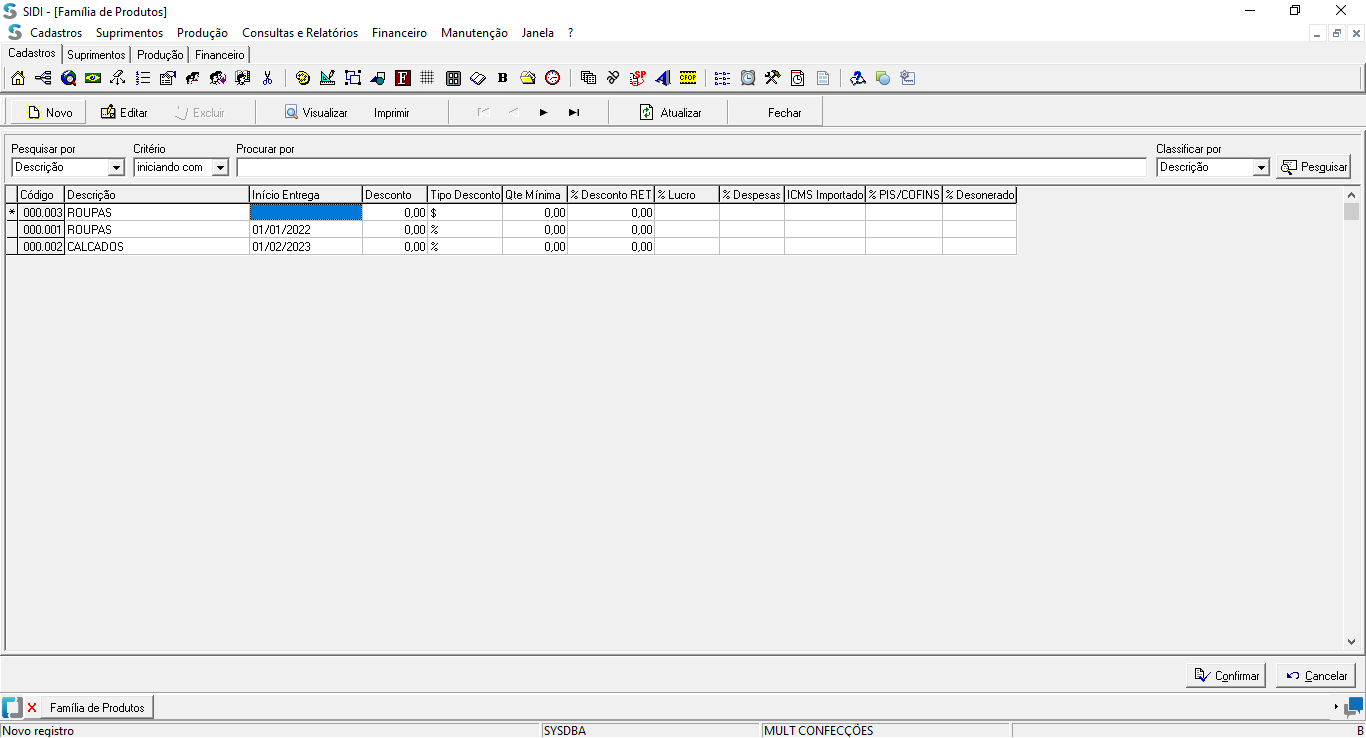 SIDI - [Família de Produtos]
Cadastros Suprimentos Produção Consultas e Relatórios Financeiro Manutenção Janela ?
Cadastros Suprimentos Produção Financeiro
F B SP CFOP
Novo Editar Excluir Visualizar Imprimir Atualizar Fechar
Pesquisar por Critério Procurar por Classificar por
Descrição iniciando com Descrição Pesquisar
Código Descrição Início Entrega Desconto Tipo Desconto Qte Mínima % Desconto RET % Lucro % Despesas ICMS Importado % PIS/COFINS % Desonerado
* 000.003 ROUPAS 0,00 $ 0,00 0,00
000.001 ROUPAS 01/01/2022 0,00 % 0,00 0,00
000.002 CALCADOS 01/02/2023 0,00 % 0,00 0,00
Confirmar Cancelar
Família de Produtos
Novo registro SYSDBA MULT CONFECÇÕES B